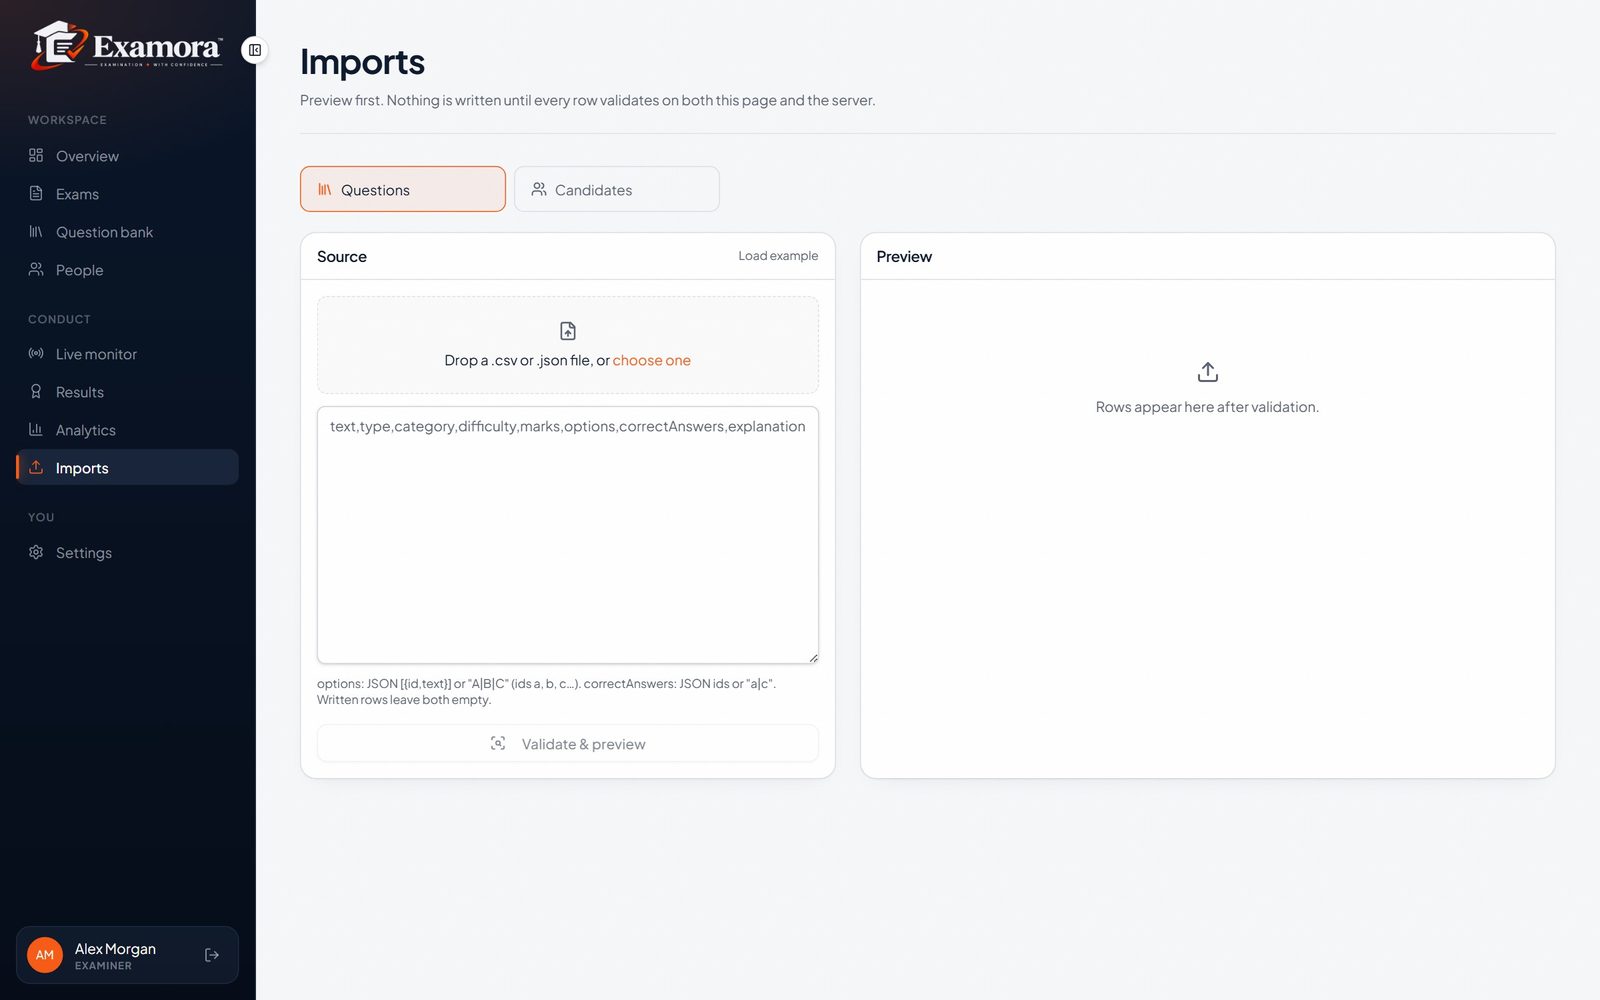 Examora™
EXAMINATION • WITH CONFIDENCE
WORKSPACE
Overview
Exams
Question bank
People
CONDUCT
Live monitor
Results
Analytics
Imports
YOU
Settings
AM
Alex Morgan
EXAMINER
Imports
Preview first. Nothing is written until every row validates on both this page and the server.
Questions
Candidates
Source
Load example
Drop a .csv or .json file, or choose one
text,type,category,difficulty,marks,options,correctAnswers,explanation
options: JSON [{id,text}] or "A|B|C" (ids a, b, c…). correctAnswers: JSON ids or "a|c".
Written rows leave both empty.
Validate & preview
Preview
Rows appear here after validation.